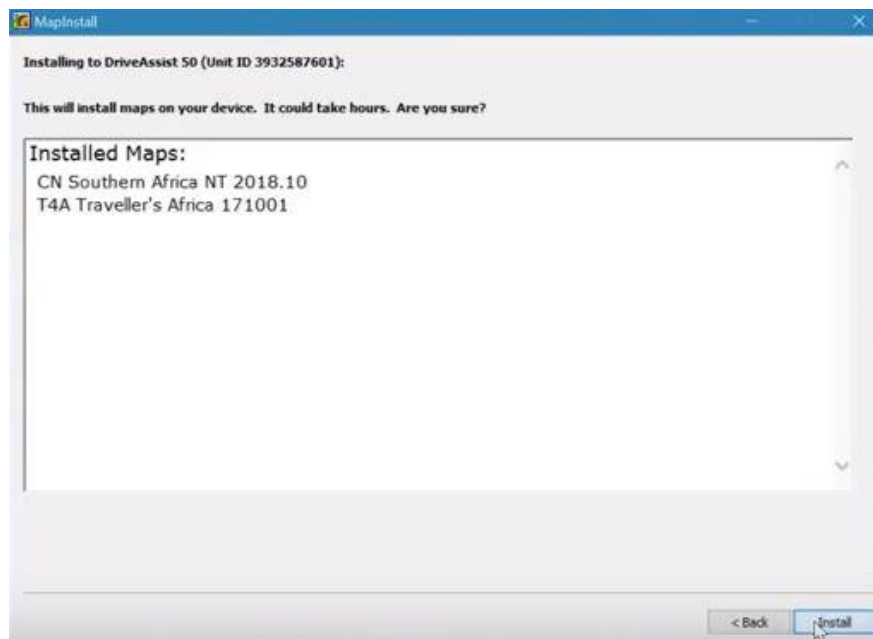 MapInstall
Installing to DriveAssist 50 (Unit ID 3932587601):
This will install maps on your device. It could take hours. Are you sure?
Installed Maps:
CN Southern Africa NT 2018.10
T4A Traveller's Africa 171001
< Back
Install